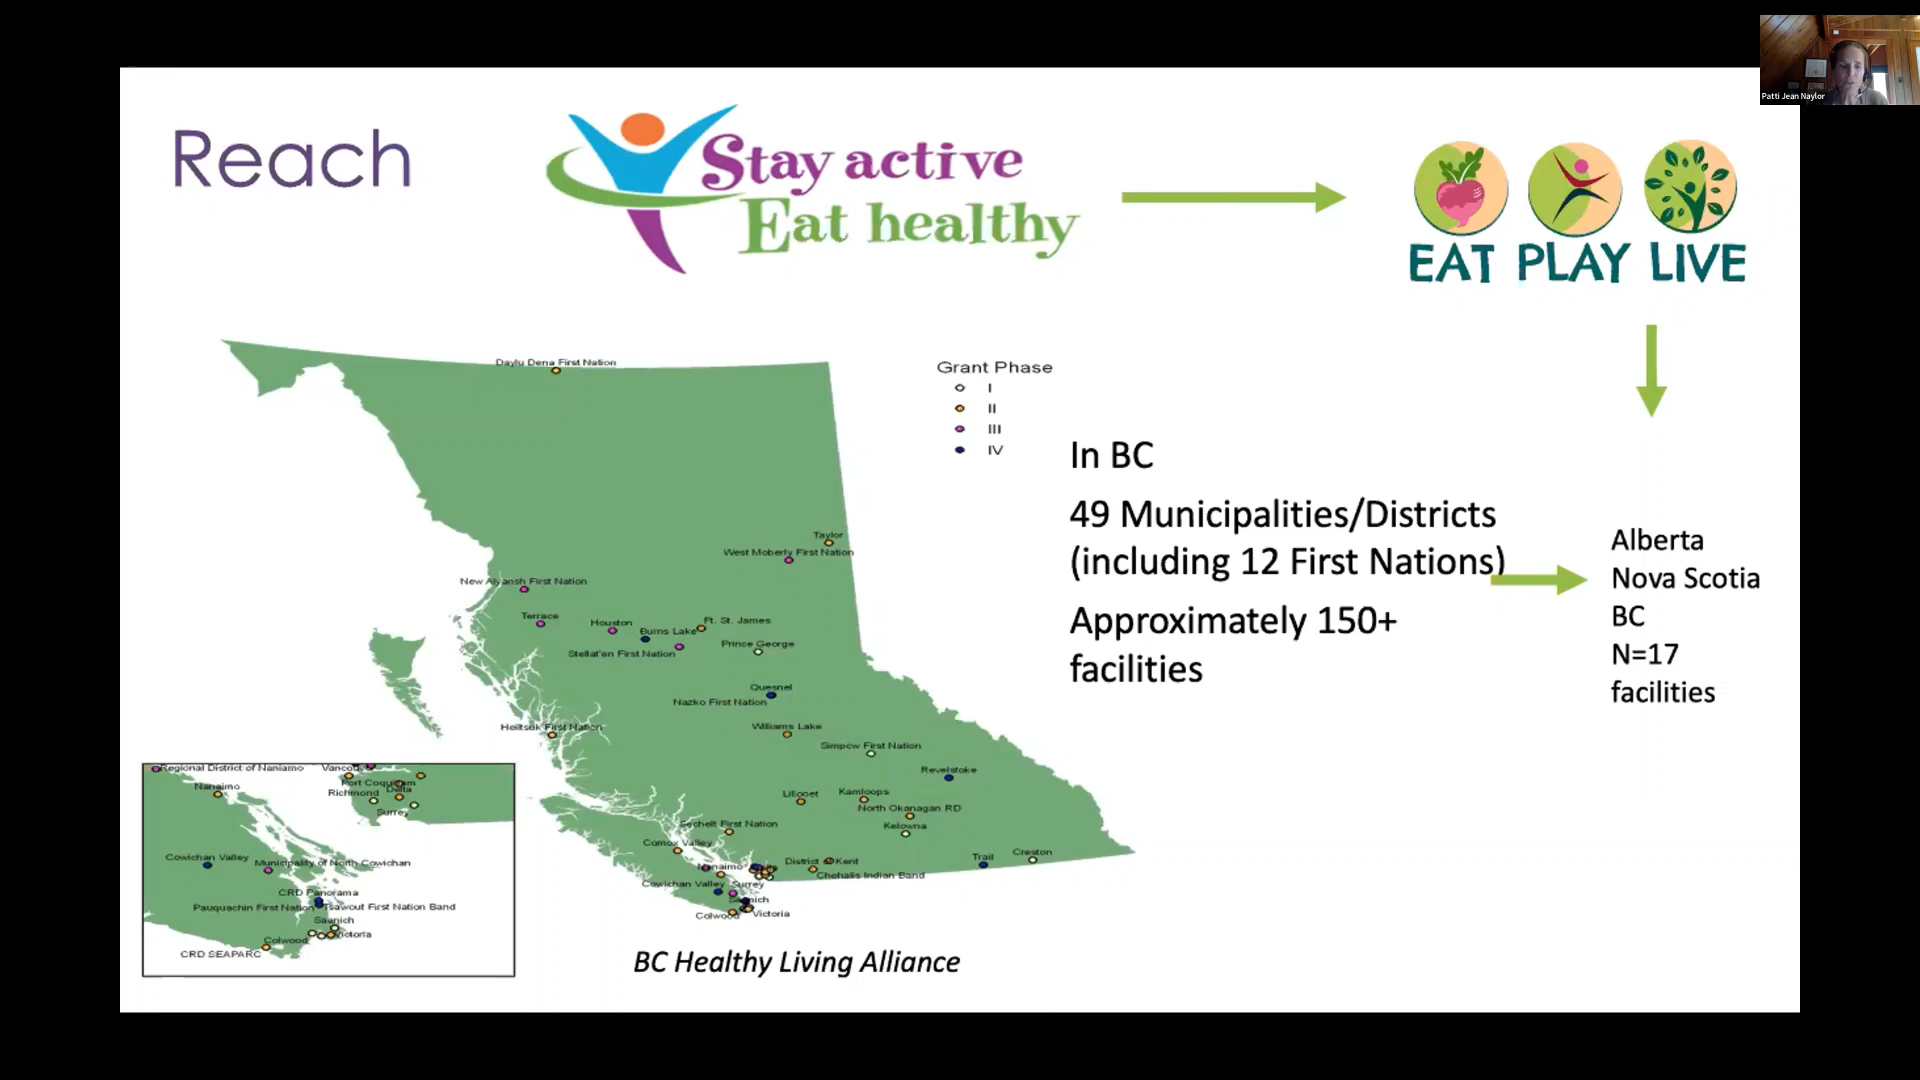 Patti Jean Naylor
Reach
Stay active
Eat healthy
EAT PLAY LIVE
Grant Phase
I
II
III
IV
In BC
49 Municipalities/Districts
(including 12 First Nations)
Approximately 150+
facilities
Alberta
Nova Scotia
BC
N=17
facilities
Daylu Dena First Nation
Taylor
West Moberly First Nation
New Aiyansh First Nation
Terrace
Houston
Burns Lake
Ft. St. James
Stellat'en First Nation
Prince George
Quesnel
Nazko First Nation
Heiltsuk First Nation
Williams Lake
Simpcw First Nation
Revelstoke
Lillooet
Kamloops
North Okanagan RD
Kelowna
Sechelt First Nation
Comox Valley
Nanaimo
District of Kent
Chehalis Indian Band
Trail
Creston
Cowichan Valley
Surrey
Saanich
Colwood
Victoria
Regional District of Naniamo
Vancouver
Nanaimo
Port Coquitlam
Richmond
Delta
Surrey
Cowichan Valley
Municipality of North Cowichan
CRD Panorama
Pauquachin First Nation
Tsawout First Nation Band
Saanich
Colwood
Victoria
CRD SEAPARC
BC Healthy Living Alliance